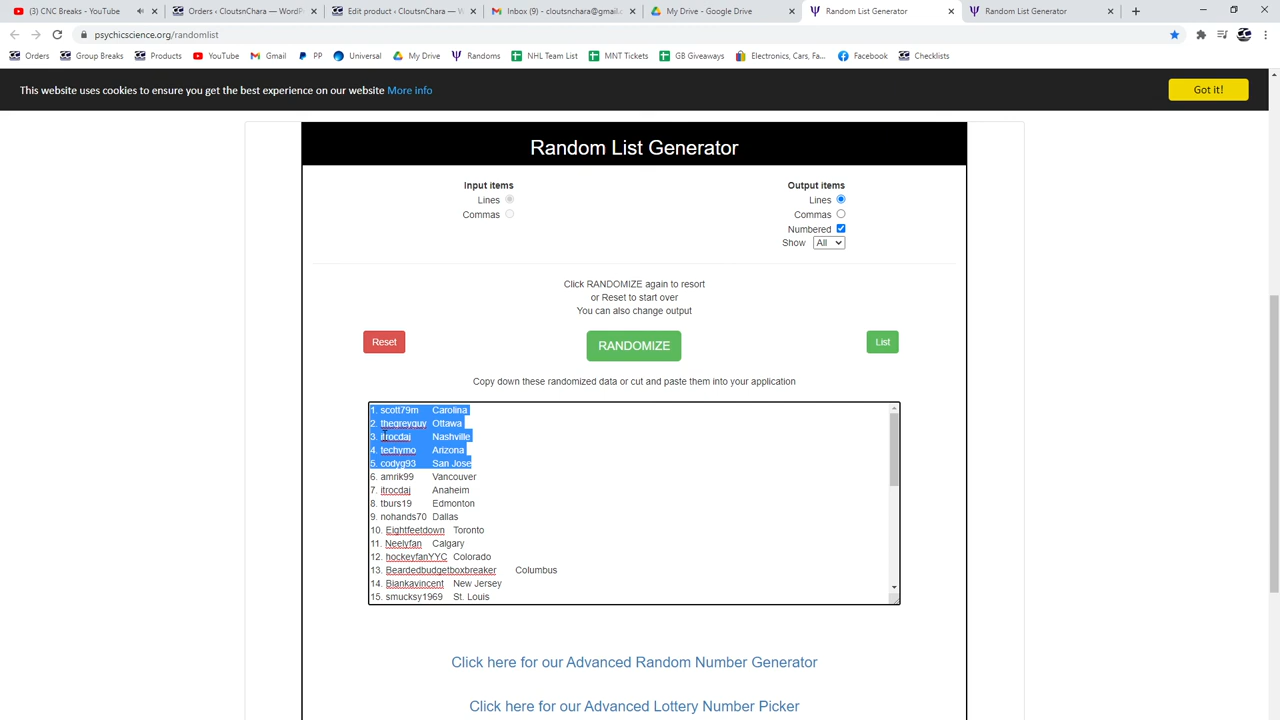 (3) CNC Breaks - YouTube
Orders ‹ CloutsnChara — WooC
Edit product ‹ CloutsnChara — W
Inbox (9) - cloutsnchara@gmail.c
My Drive - Google Drive
Random List Generator
Random List Generator
psychicscience.org/randomlist
Orders
Group Breaks
Products
YouTube
Gmail
PP
Universal
My Drive
Randoms
NHL Team List
MNT Tickets
GB Giveaways
Electronics, Cars, Fa...
Facebook
Checklists
This website uses cookies to ensure you get the best experience on our website More info
Got it!
Random List Generator
Input items
Output items
Lines
Lines
Commas
Commas
Numbered
Show All
Click RANDOMIZE again to resort
or Reset to start over
You can also change output
Reset
RANDOMIZE
List
Copy down these randomized data or cut and paste them into your application
1. scott79m Carolina
2. thegreyguy Ottawa
3. itrocdaj Nashville
4. techymo Arizona
5. codyg93 San Jose
6. amrik99 Vancouver
7. itrocdaj Anaheim
8. tburs19 Edmonton
9. nohands70 Dallas
10. Eightfeetdown Toronto
11. Neelyfan Calgary
12. hockeyfanYYC Colorado
13. Beardedbudgetboxbreaker Columbus
14. Biankavincent New Jersey
15. smucksy1969 St. Louis
Click here for our Advanced Random Number Generator
Click here for our Advanced Lottery Number Picker